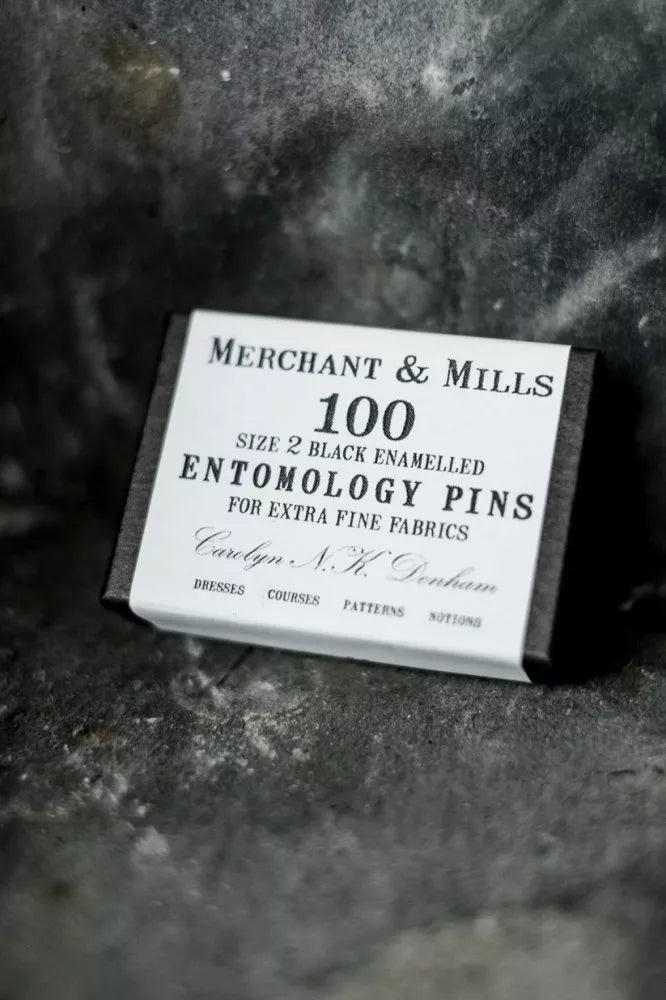 MERCHANT & MILLS
100
SIZE 2 BLACK ENAMELLED
ENTOMOLOGY PINS
FOR EXTRA FINE FABRICS
Carolyn N.K. Denham
DRESSES COURSES PATTERNS NOTIONS